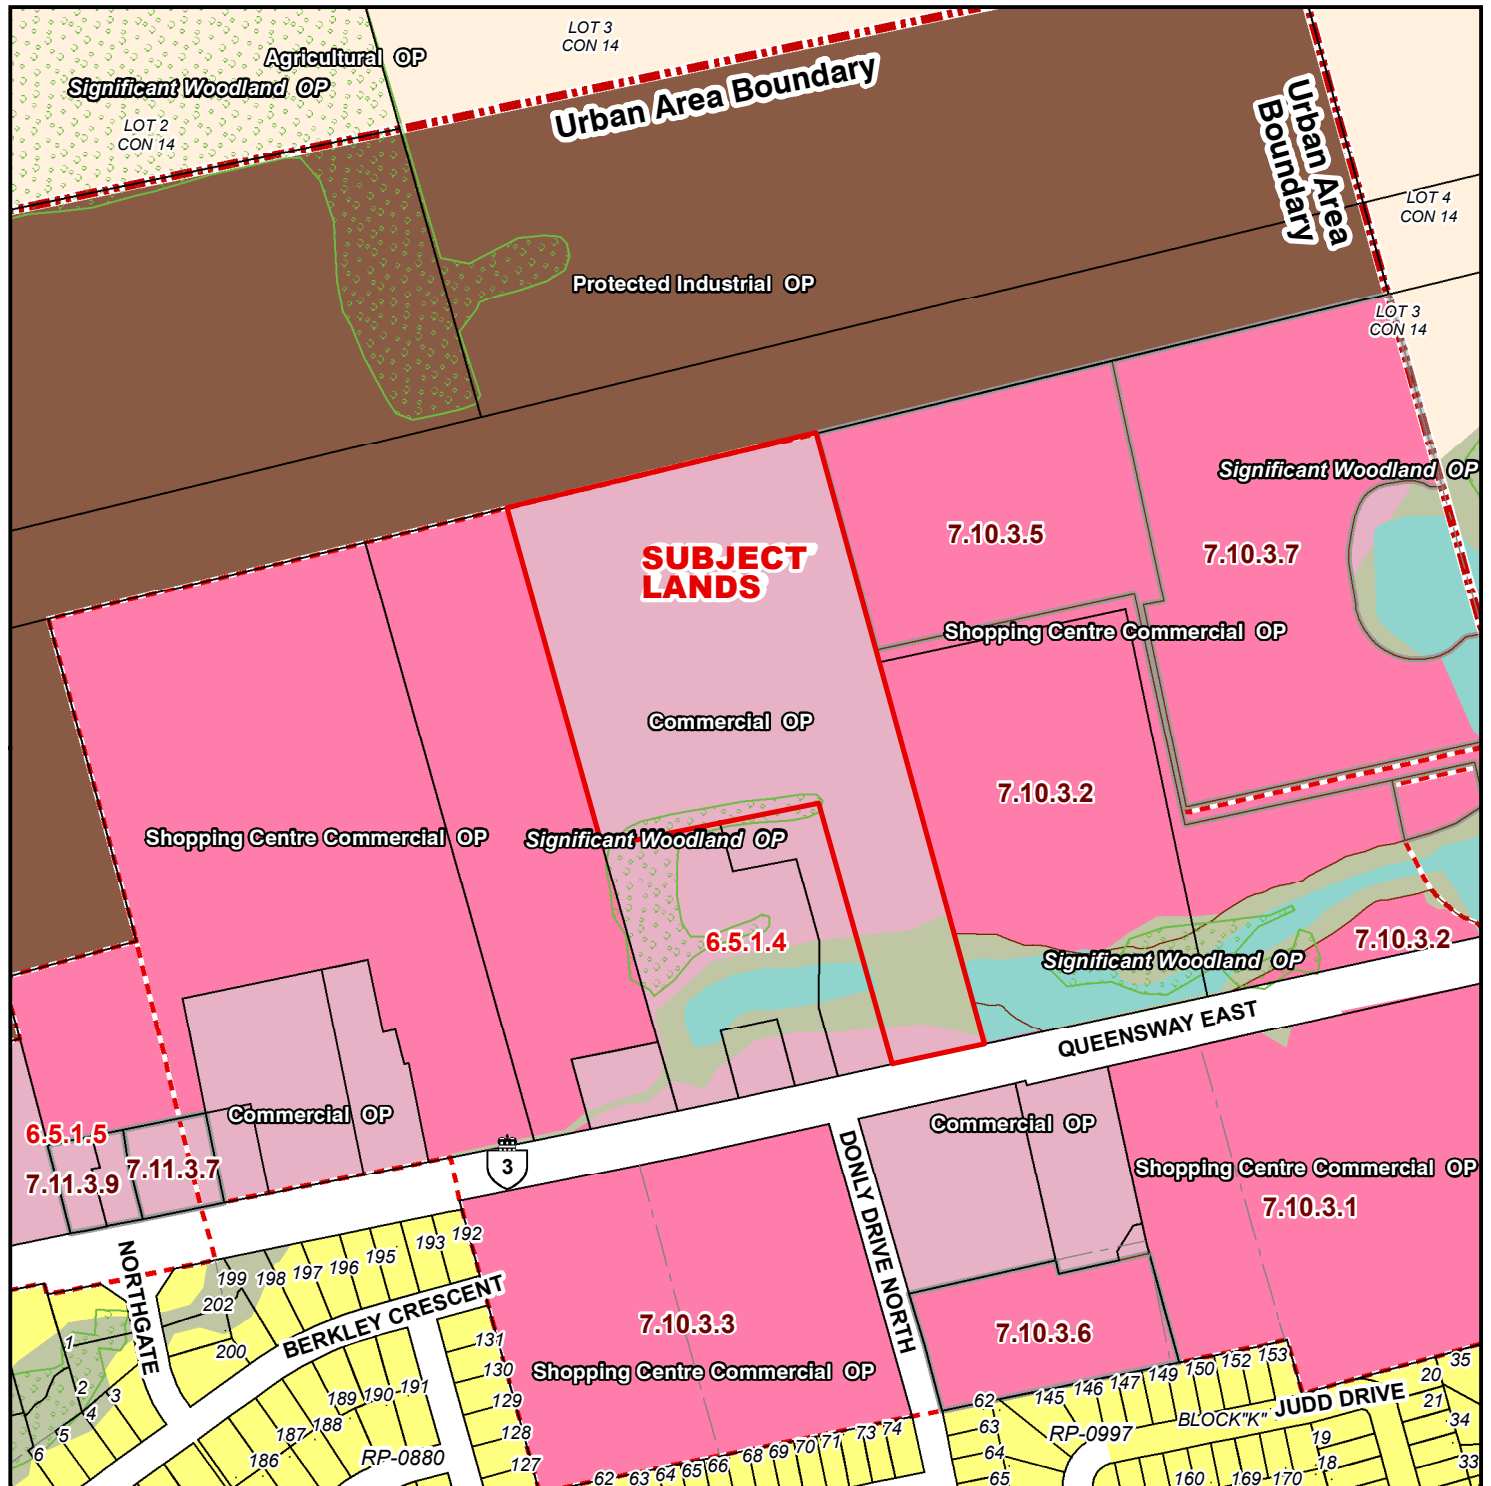 LOT 3
CON 14
Agricultural OP
Significant Woodland OP
LOT 2
CON 14
Urban Area Boundary
Urban Area
Boundary
LOT 4
CON 14
Protected Industrial OP
LOT 3
CON 14
Significant Woodland OP
7.10.3.5
7.10.3.7
SUBJECT
LANDS
Shopping Centre Commercial OP
Commercial OP
7.10.3.2
Shopping Centre Commercial OP
Significant Woodland OP
6.5.1.4
7.10.3.2
Significant Woodland OP
QUEENSWAY EAST
Commercial OP
Commercial OP
6.5.1.5
7.11.3.9
7.11.3.7
3
DONLY DRIVE NORTH
Shopping Centre Commercial OP
7.10.3.1
NORTHGATE
199
198
197
196
195
193
192
202
200
BERKLEY CRESCENT
7.10.3.3
Shopping Centre Commercial OP
7.10.3.6
1
2
3
4
5
6
131
130
129
128
127
189
190
191
188
187
186
RP-0880
62
63
64
65
66
68
69
70
71
73
74
62
63
64
65
145
146
147
149
150
152
153
RP-0997
BLOCK"K"
JUDD DRIVE
35
20
21
34
33
19
18
160
169
170